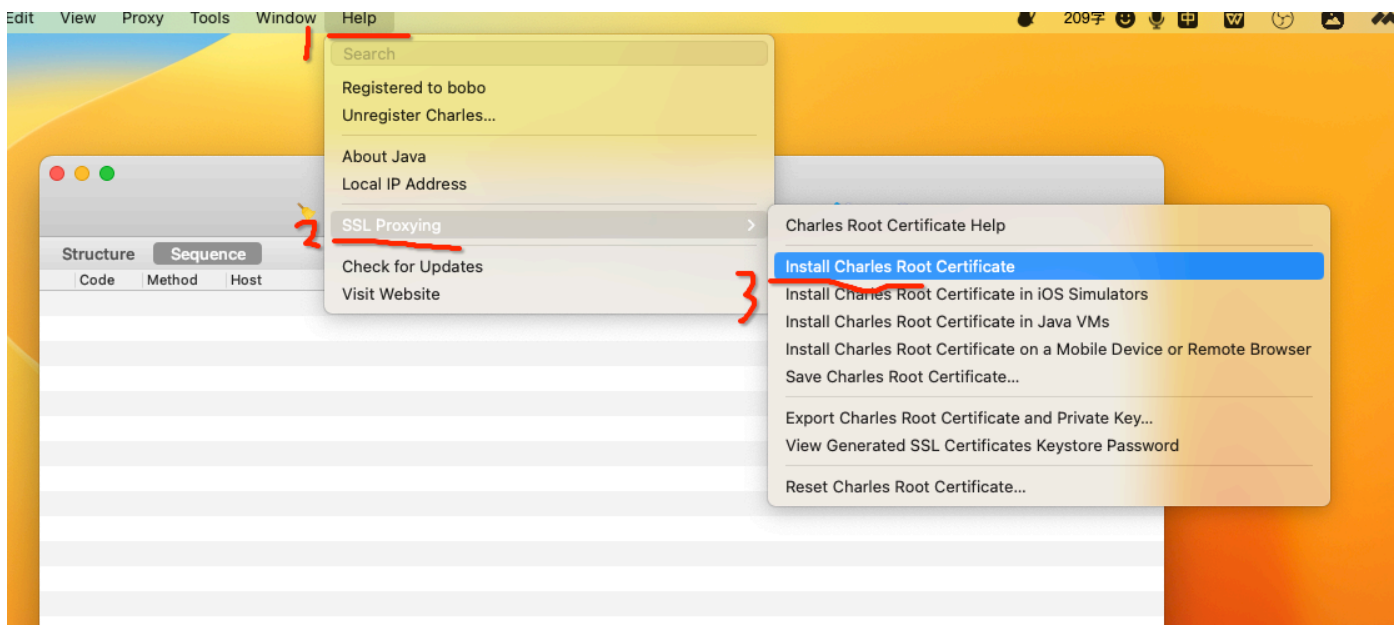 Edit View Proxy Tools Window Help 209字 中 W
1
Search
Registered to bobo
Unregister Charles...
About Java
Local IP Address
2 SSL Proxying
Check for Updates
Visit Website
Charles Root Certificate Help
3 Install Charles Root Certificate
Install Charles Root Certificate in iOS Simulators
Install Charles Root Certificate in Java VMs
Install Charles Root Certificate on a Mobile Device or Remote Browser
Save Charles Root Certificate...
Export Charles Root Certificate and Private Key...
View Generated SSL Certificates Keystore Password
Reset Charles Root Certificate...
Structure Sequence
Code Method Host